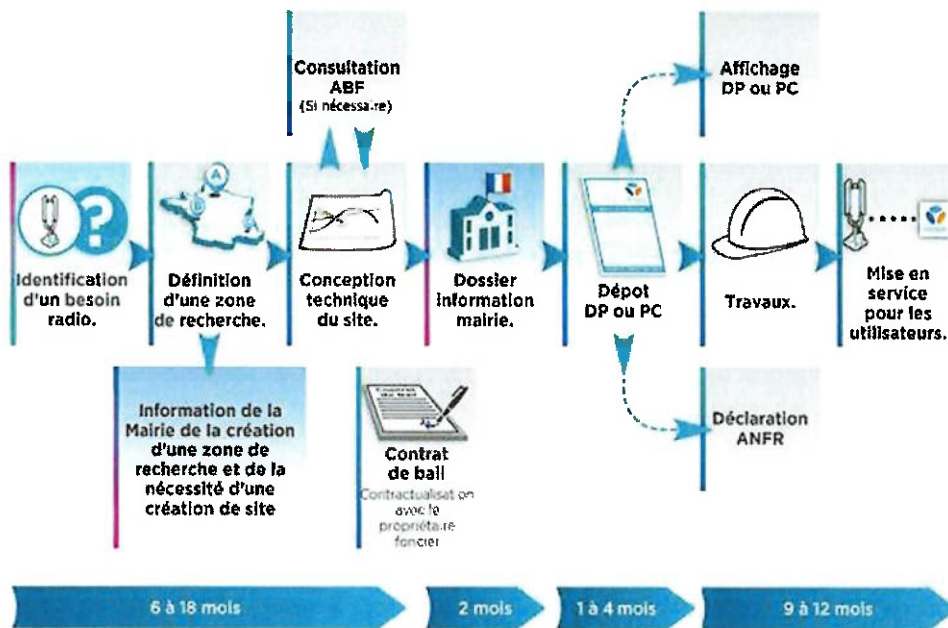 Consultation
ABF
(Si nécessaire)
Affichage
DP ou PC
Identification
d'un besoin
radio.
Définition
d'une zone
de recherche.
Conception
technique
du site.
Dossier
information
mairie.
Dépot
DP ou PC
Travaux.
Mise en
service
pour les
utilisateurs.
Information de la
Mairie de la création
d'une zone de
recherche et de la
nécessité d'une
création de site
Contrat
de bail
Contractualisation
avec le
propriétaire
foncier
Déclaration
ANFR
6 à 18 mois
2 mois
1 à 4 mois
9 à 12 mois